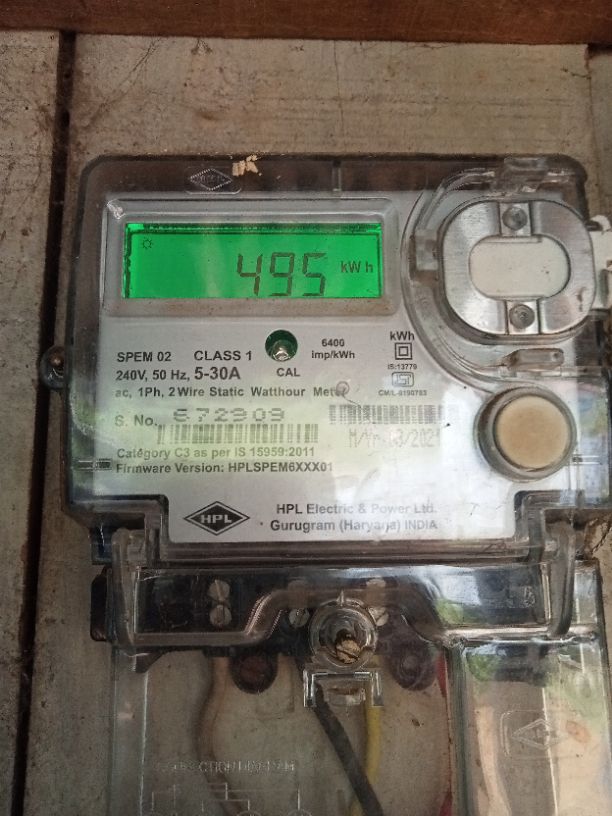 495 kWh
SPEM 02 CLASS 1
6400 imp/kWh
kWh
240V, 50 Hz, 5-30A
CAL
IS:13779
ac, 1Ph, 2 Wire Static Watthour Meter
CM/L-8190783
S. No. 672909
Category C3 as per IS 15959:2011
Firmware Version: HPLSPEM6XXX01
HPL
HPL Electric & Power Ltd.
Gurugram (Haryana) INDIA